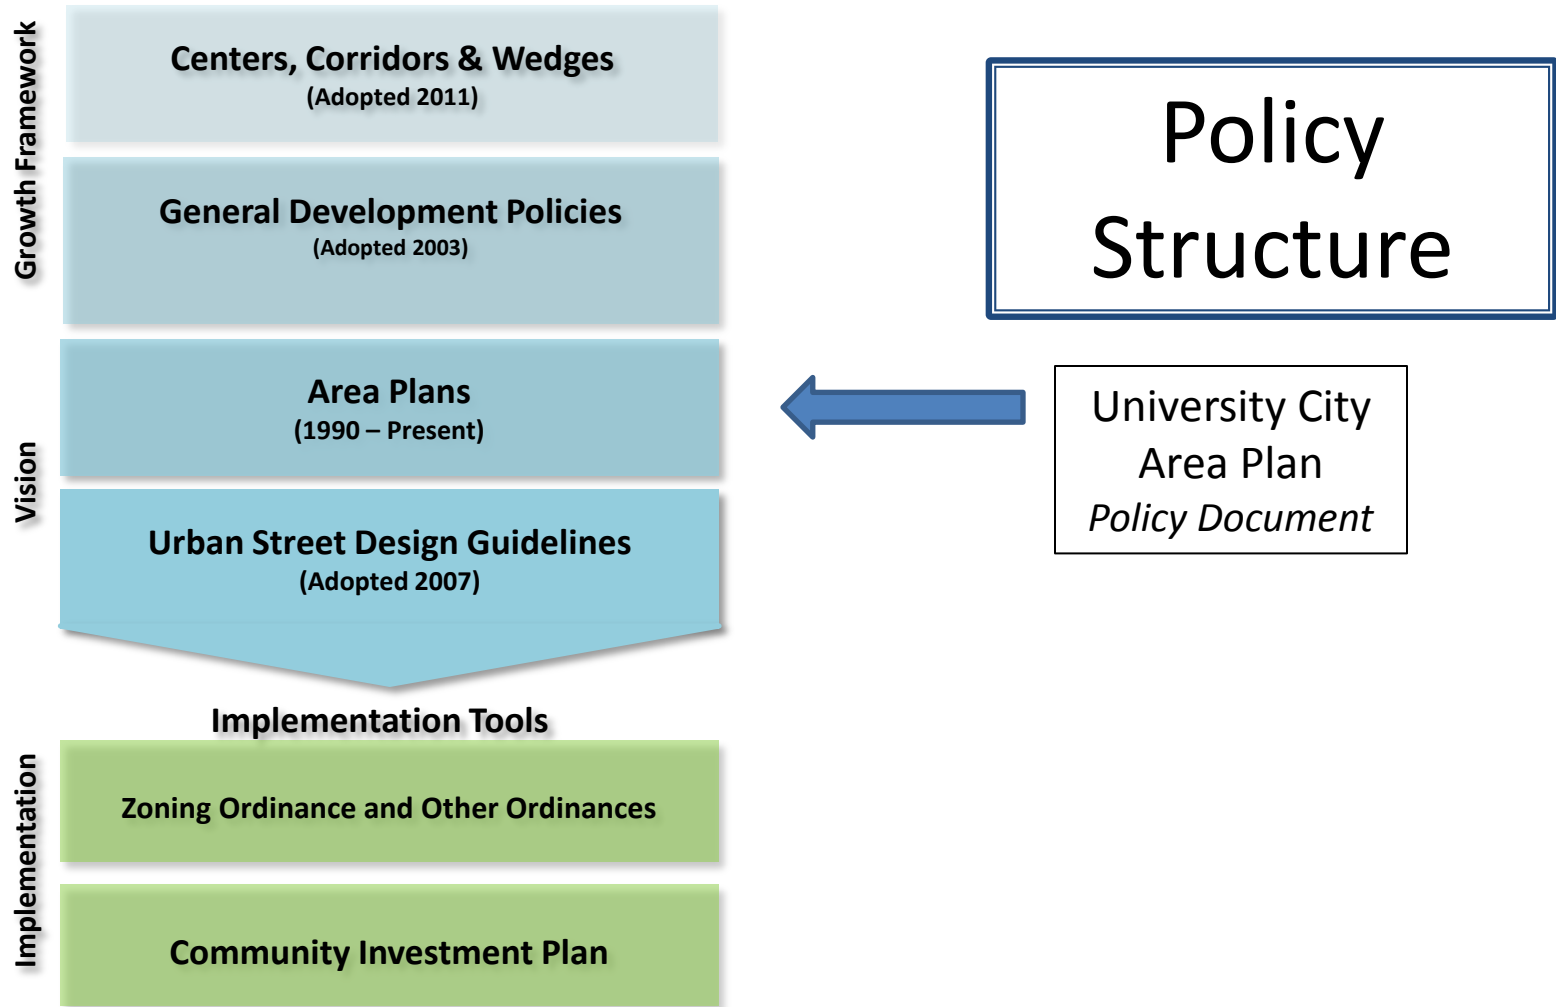 Growth Framework
Centers, Corridors & Wedges
(Adopted 2011)
General Development Policies
(Adopted 2003)
Vision
Area Plans
(1990 – Present)
Urban Street Design Guidelines
(Adopted 2007)
Implementation Tools
Implementation
Zoning Ordinance and Other Ordinances
Community Investment Plan
Policy
Structure
University City
Area Plan
Policy Document